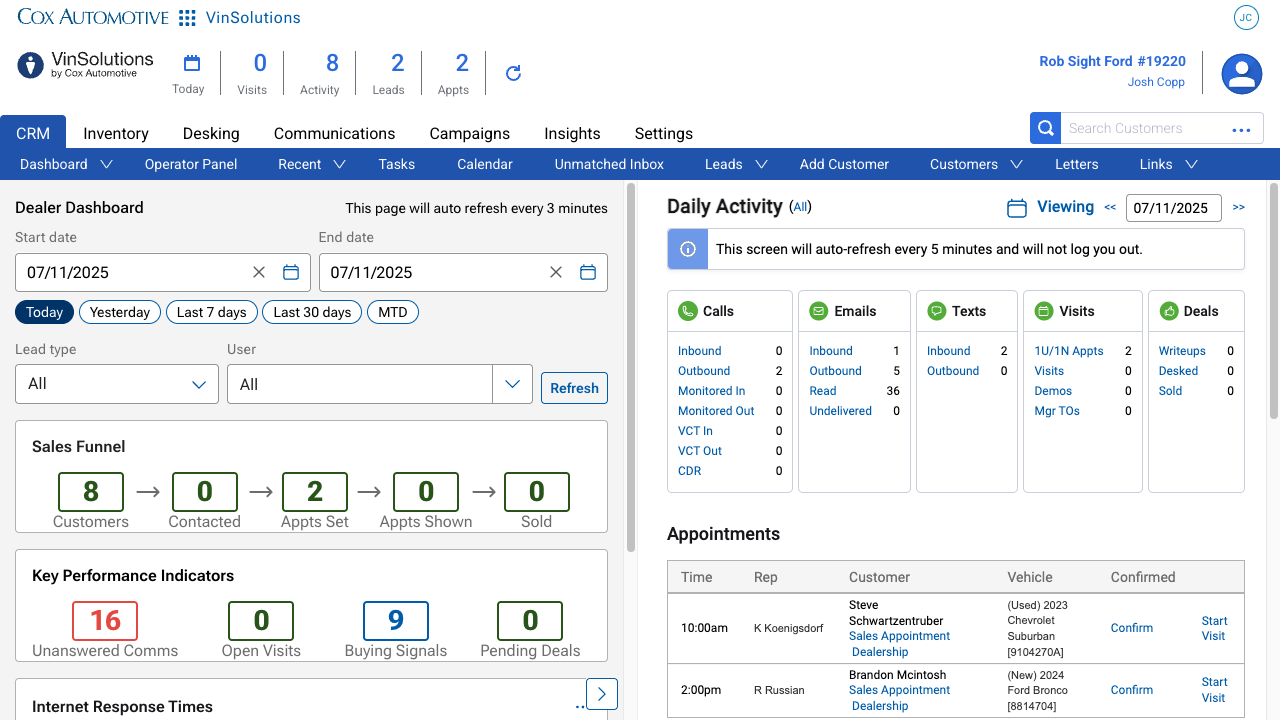 COX AUTOMOTIVE VinSolutions
JC
VinSolutions
by Cox Automotive
Today
0
Visits
8
Activity
2
Leads
2
Appts
Rob Sight Ford #19220
Josh Copp
CRM Inventory Desking Communications Campaigns Insights Settings
Search Customers
Dashboard Operator Panel Recent Tasks Calendar Unmatched Inbox Leads Add Customer Customers Letters Links
Dealer Dashboard
This page will auto refresh every 3 minutes
Start date
End date
07/11/2025
07/11/2025
Today Yesterday Last 7 days Last 30 days MTD
Lead type
User
All
All
Refresh
Sales Funnel
8 0 2 0 0
Customers Contacted Appts Set Appts Shown Sold
Key Performance Indicators
16 0 9 0
Unanswered Comms Open Visits Buying Signals Pending Deals
Internet Response Times
Daily Activity (All)
Viewing << 07/11/2025 >>
This screen will auto-refresh every 5 minutes and will not log you out.
Calls
Inbound 0
Outbound 2
Monitored In 0
Monitored Out 0
VCT In 0
VCT Out 0
CDR 0
Emails
Inbound 1
Outbound 5
Read 36
Undelivered 0
Texts
Inbound 2
Outbound 0
Visits
1U/1N Appts 2
Visits 0
Demos 0
Mgr TOs 0
Deals
Writeups 0
Desked 0
Sold 0
Appointments
Time Rep Customer Vehicle Confirmed
10:00am
K Koenigsdorf
Steve
Schwartzentruber
Sales Appointment
Dealership
(Used) 2023
Chevrolet
Suburban
[9104270A]
Confirm
Start
Visit
2:00pm
R Russian
Brandon Mcintosh
Sales Appointment
Dealership
(New) 2024
Ford Bronco
[8814704]
Confirm
Start
Visit